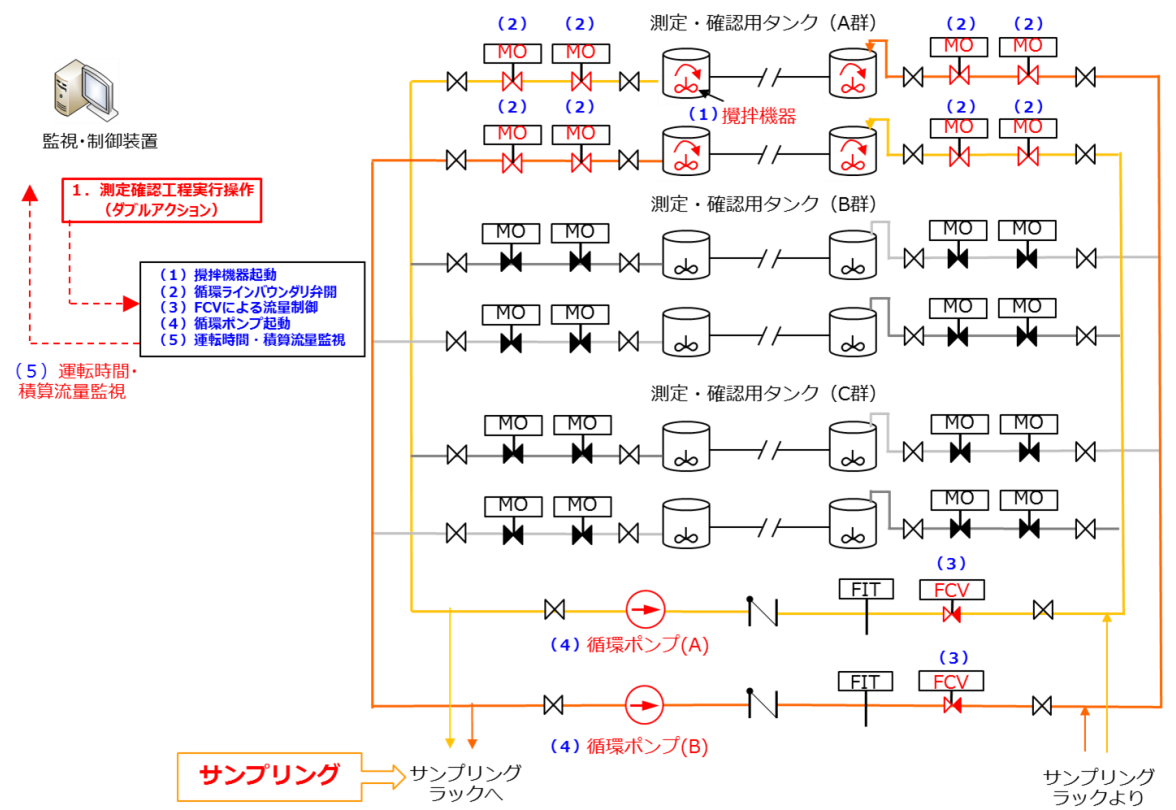 （2）
（2）
測定・確認用タンク（A群）
（2）
（2）
MO
MO
MO
MO
（1）攪拌機器
監視・制御装置
（2）
（2）
（2）
（2）
MO
MO
MO
MO
１．測定確認工程実行操作
（ダブルアクション）
測定・確認用タンク（B群）
MO
MO
MO
MO
（１）攪拌機器起動
（２）循環ラインバウンダリ弁開
（３）FCVによる流量制御
（４）循環ポンプ起動
（５）運転時間・積算流量監視
MO
MO
MO
MO
（５）運転時間・
積算流量監視
測定・確認用タンク（C群）
MO
MO
MO
MO
MO
MO
MO
MO
（3）
FIT
FCV
（4）循環ポンプ(A)
（3）
FIT
FCV
（4）循環ポンプ(B)
サンプリング
サンプリング
ラックへ
サンプリング
ラックより